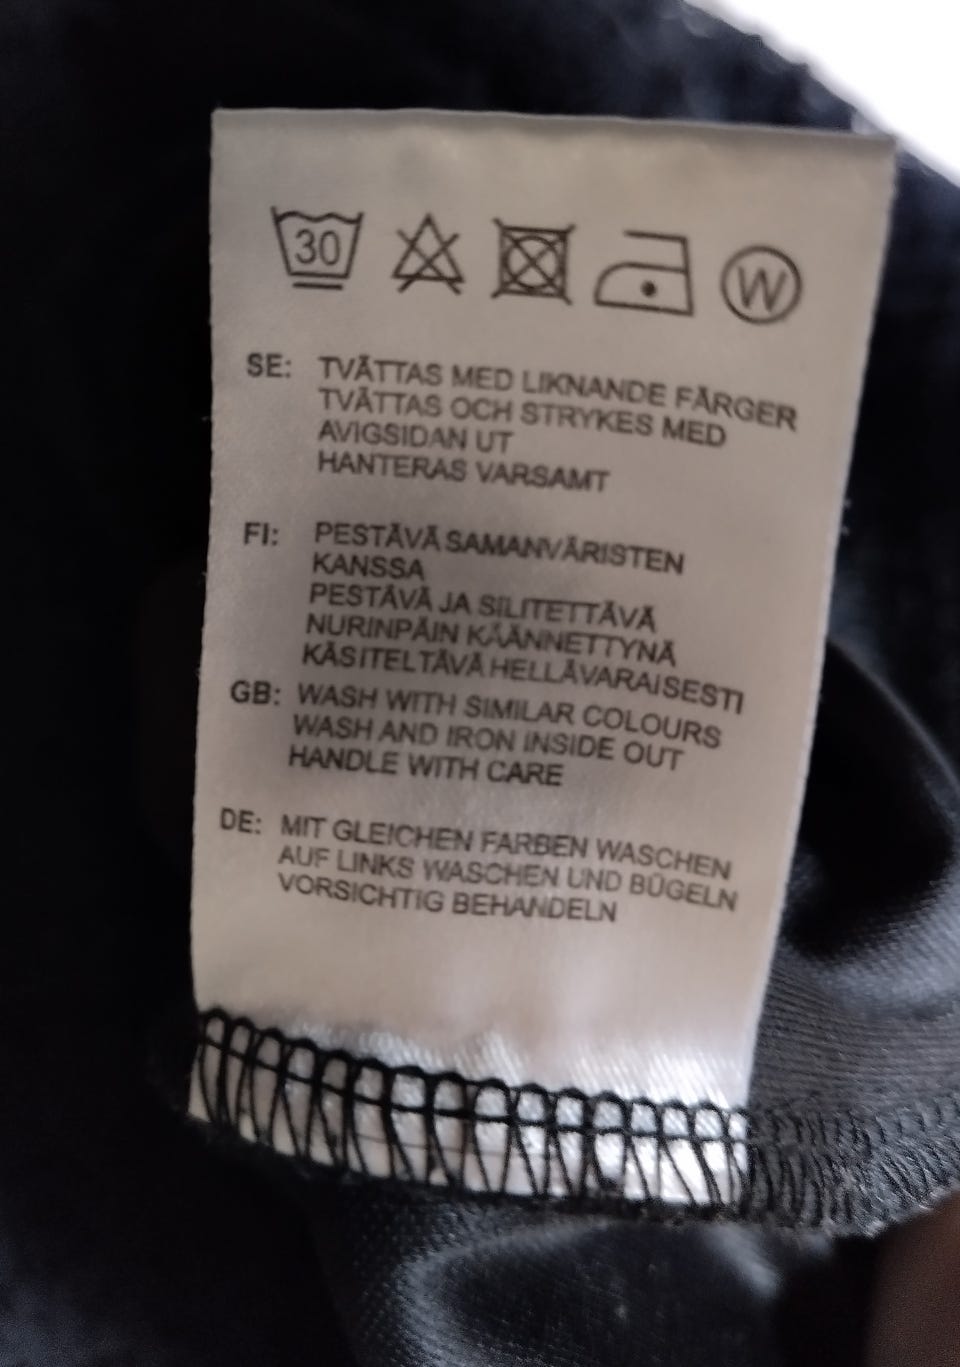 30 W
SE: TVÄTTAS MED LIKNANDE FÄRGER
TVÄTTAS OCH STRYKES MED
AVIGSIDAN UT
HANTERAS VARSAMT
FI: PESTÄVÄ SAMANVÄRISTEN
KANSSA
PESTÄVÄ JA SILITETTÄVÄ
NURINPÄIN KÄÄNNETTYNÄ
KÄSITELTÄVÄ HELLÄVARAISESTI
GB: WASH WITH SIMILAR COLOURS
WASH AND IRON INSIDE OUT
HANDLE WITH CARE
DE: MIT GLEICHEN FARBEN WASCHEN
AUF LINKS WASCHEN UND BÜGELN
VORSICHTIG BEHANDELN